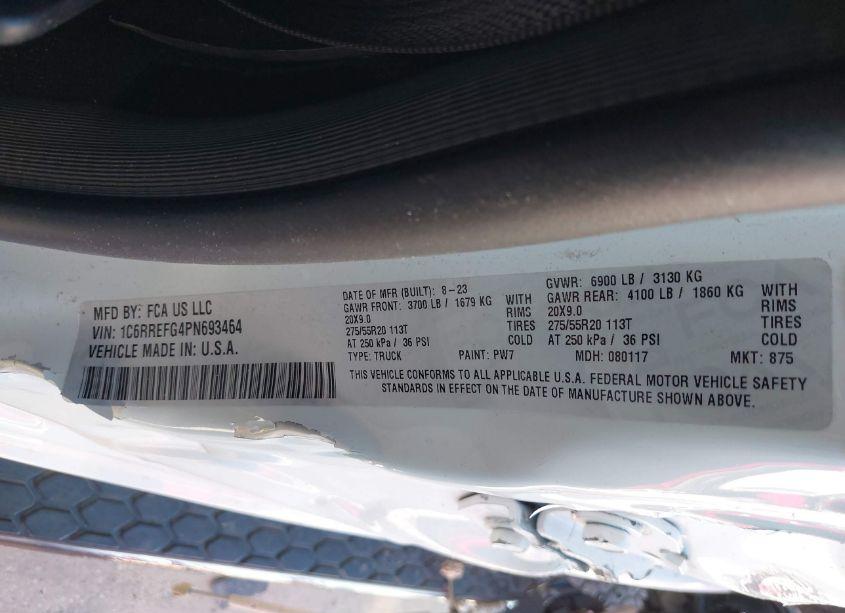 MFD BY: FCA US LLC
VIN: 1C6RREFG4PN693464
VEHICLE MADE IN: U.S.A.
DATE OF MFR (BUILT): 8-23
GAWR FRONT: 3700 LB / 1679 KG WITH
20X9.0 RIMS
275/55R20 113T TIRES
AT 250 kPa / 36 PSI COLD
TYPE: TRUCK PAINT: PW7
GVWR: 6900 LB / 3130 KG
GAWR REAR: 4100 LB / 1860 KG WITH
20X9.0 RIMS
275/55R20 113T TIRES
AT 250 kPa / 36 PSI COLD
MDH: 080117 MKT: 875
THIS VEHICLE CONFORMS TO ALL APPLICABLE U.S.A. FEDERAL MOTOR VEHICLE SAFETY
STANDARDS IN EFFECT ON THE DATE OF MANUFACTURE SHOWN ABOVE.